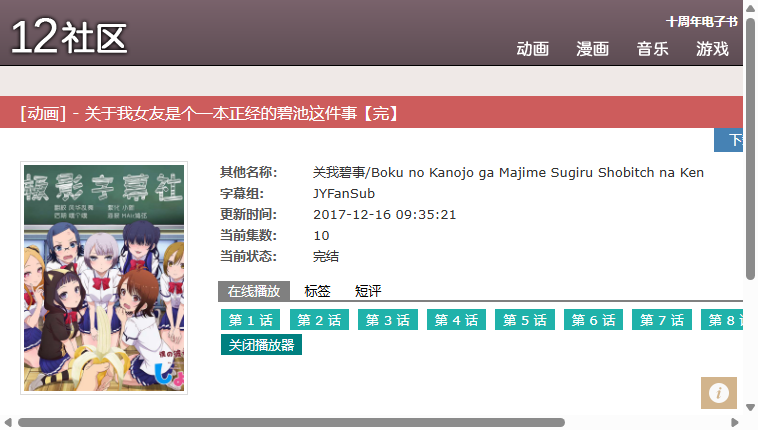 12社区
十周年电子书
动画 漫画 音乐 游戏
[动画] - 关于我女友是个一本正经的碧池这件事【完】
其他名称: 关我碧事/Boku no Kanojo ga Majime Sugiru Shobitch na Ken
字幕组: JYFanSub
更新时间: 2017-12-16 09:35:21
当前集数: 10
当前状态: 完结
极影字幕社
在线播放 标签 短评
第 1 话 第 2 话 第 3 话 第 4 话 第 5 话 第 6 话 第 7 话 第 8
关闭播放器